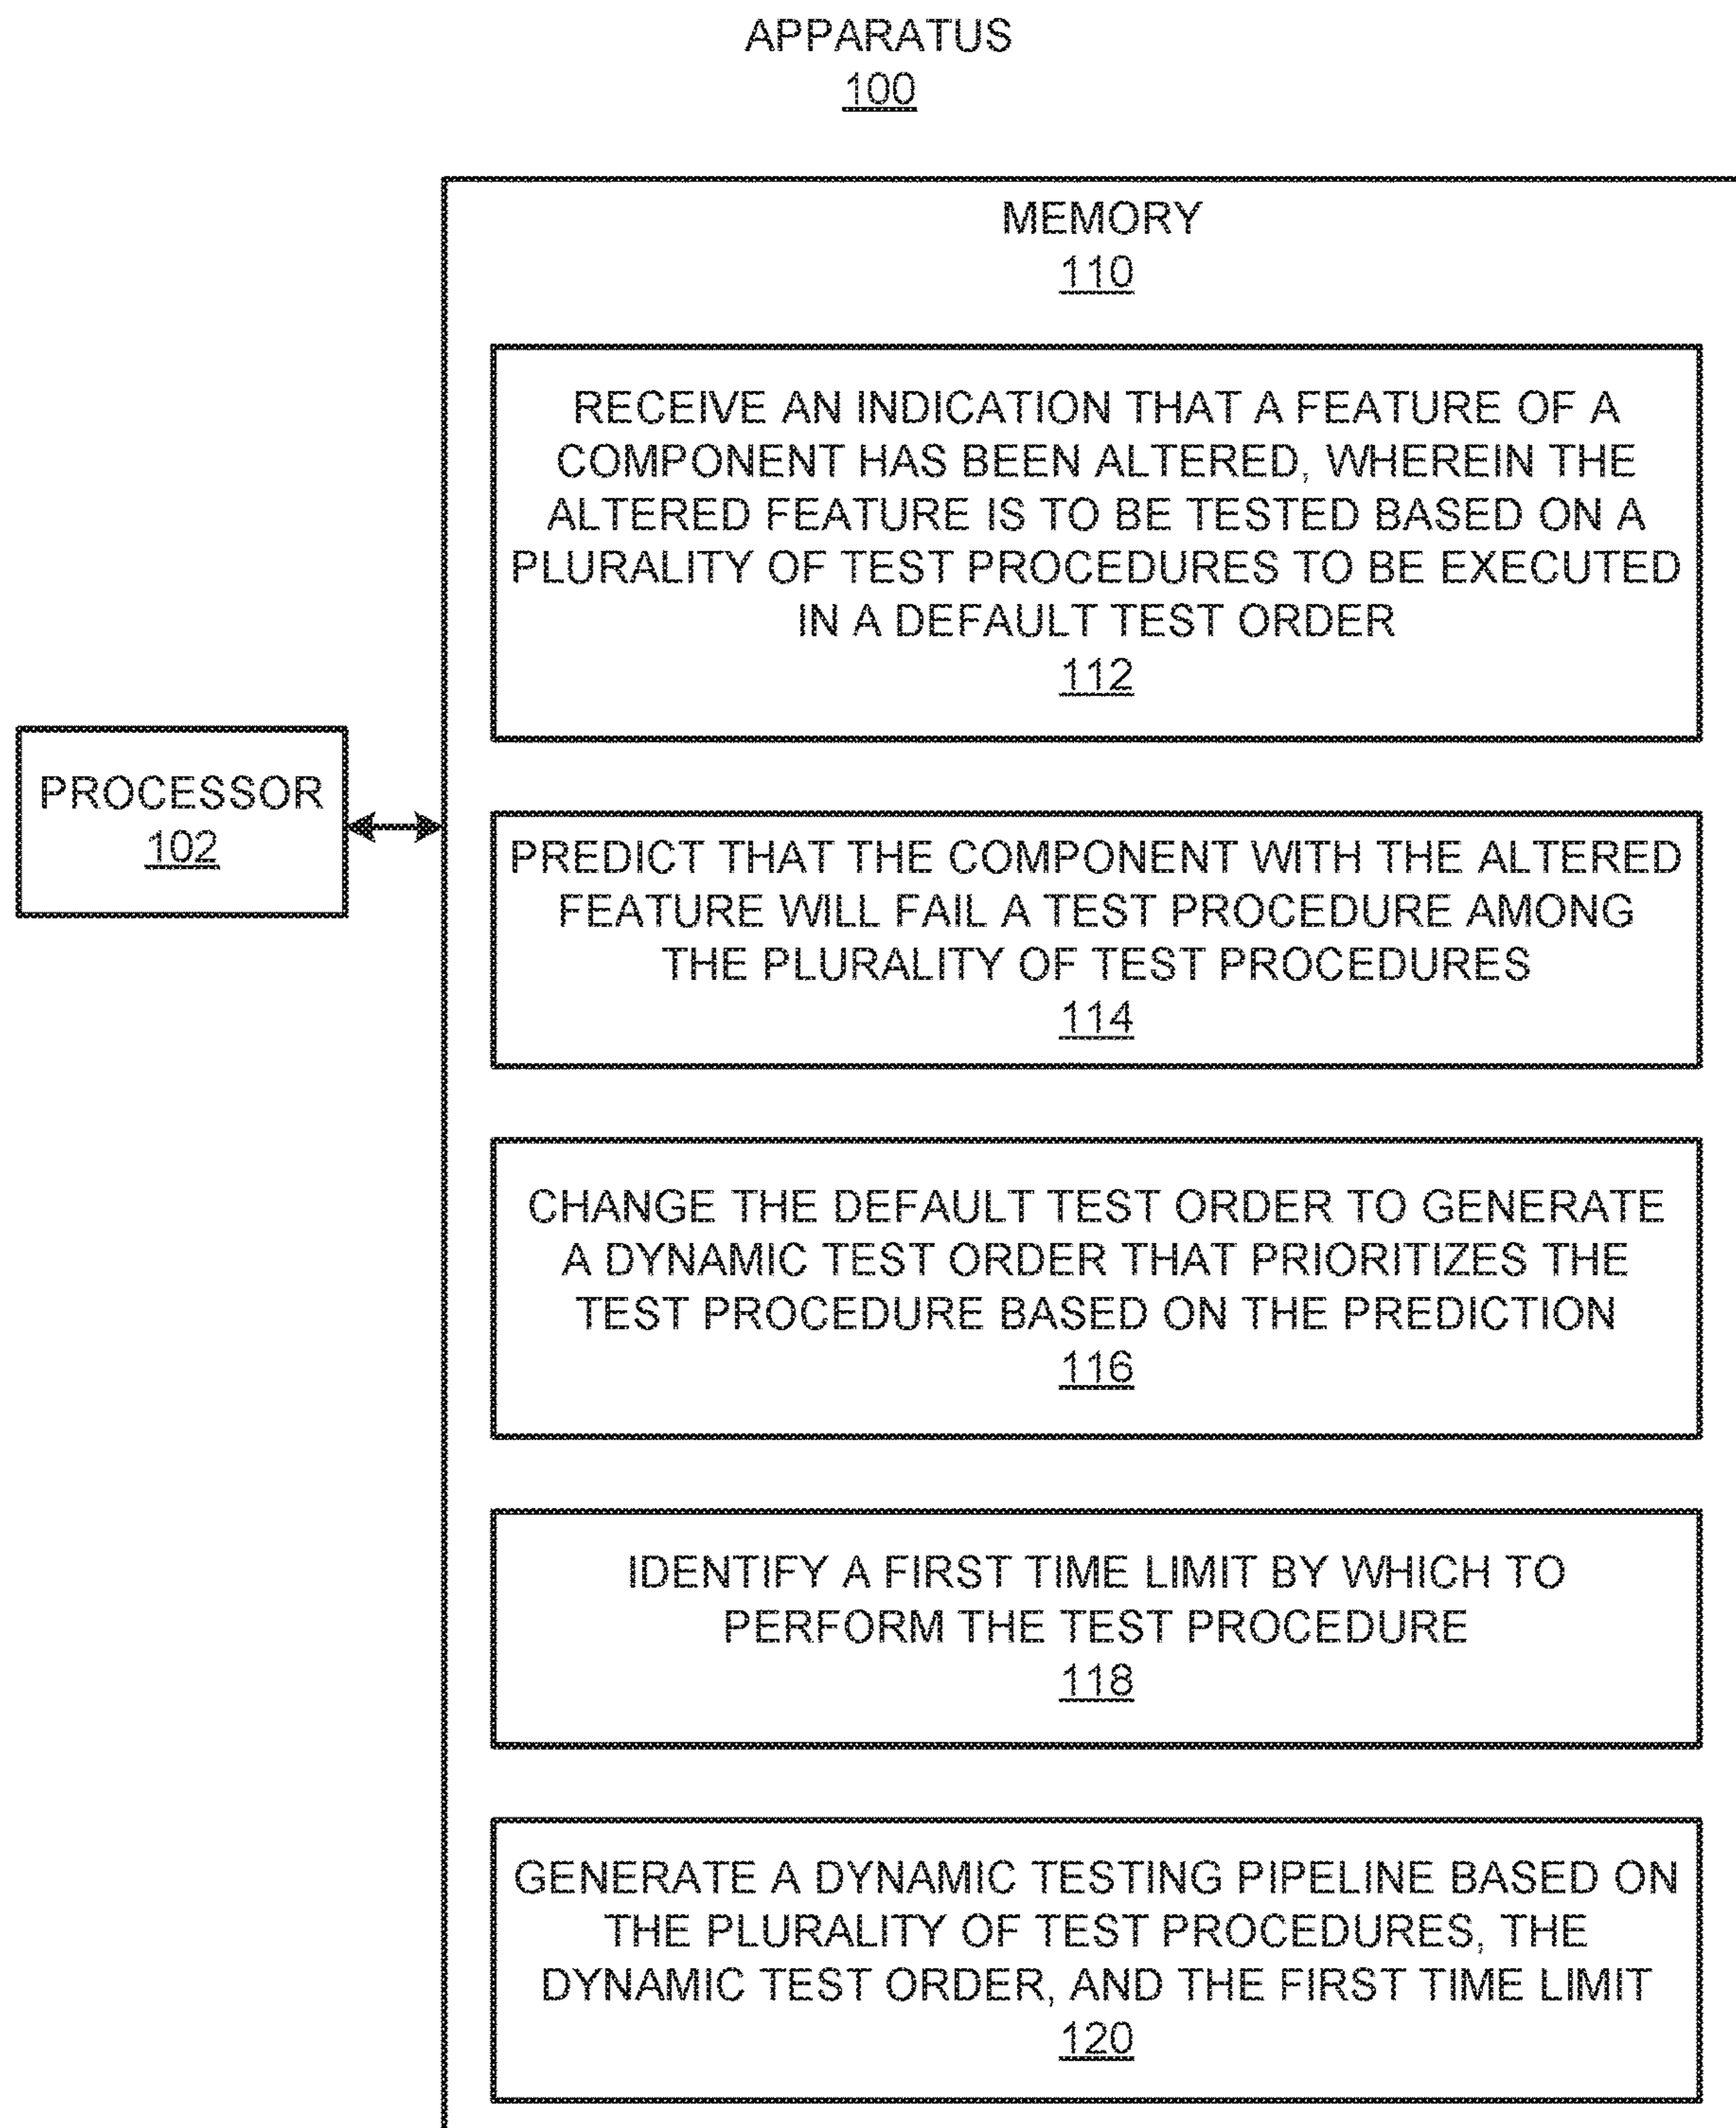 APPARATUS
100
MEMORY
110
RECEIVE AN INDICATION THAT A FEATURE OF A
COMPONENT HAS BEEN ALTERED, WHEREIN THE
ALTERED FEATURE IS TO BE TESTED BASED ON A
PLURALITY OF TEST PROCEDURES TO BE EXECUTED
IN A DEFAULT TEST ORDER
112
PROCESSOR
102
PREDICT THAT THE COMPONENT WITH THE ALTERED
FEATURE WILL FAIL A TEST PROCEDURE AMONG
THE PLURALITY OF TEST PROCEDURES
114
CHANGE THE DEFAULT TEST ORDER TO GENERATE
A DYNAMIC TEST ORDER THAT PRIORITIZES THE
TEST PROCEDURE BASED ON THE PREDICTION
116
IDENTIFY A FIRST TIME LIMIT BY WHICH TO
PERFORM THE TEST PROCEDURE
118
GENERATE A DYNAMIC TESTING PIPELINE BASED ON
THE PLURALITY OF TEST PROCEDURES, THE
DYNAMIC TEST ORDER, AND THE FIRST TIME LIMIT
120